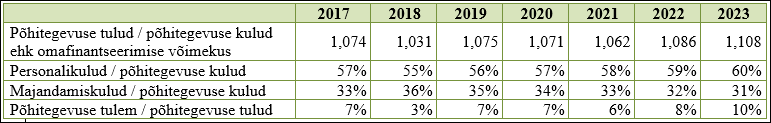 2017 2018 2019 2020 2021 2022 2023
Põhitegevuse tulud / põhitegevuse kulud
ehk omafinantseerimise võimekus 1,074 1,031 1,075 1,071 1,062 1,086 1,108
Personalikulud / põhitegevuse kulud 57% 55% 56% 57% 58% 59% 60%
Majandamiskulud / põhitegevuse kulud 33% 36% 35% 34% 33% 32% 31%
Põhitegevuse tulem / põhitegevuse tulud 7% 3% 7% 7% 6% 8% 10%